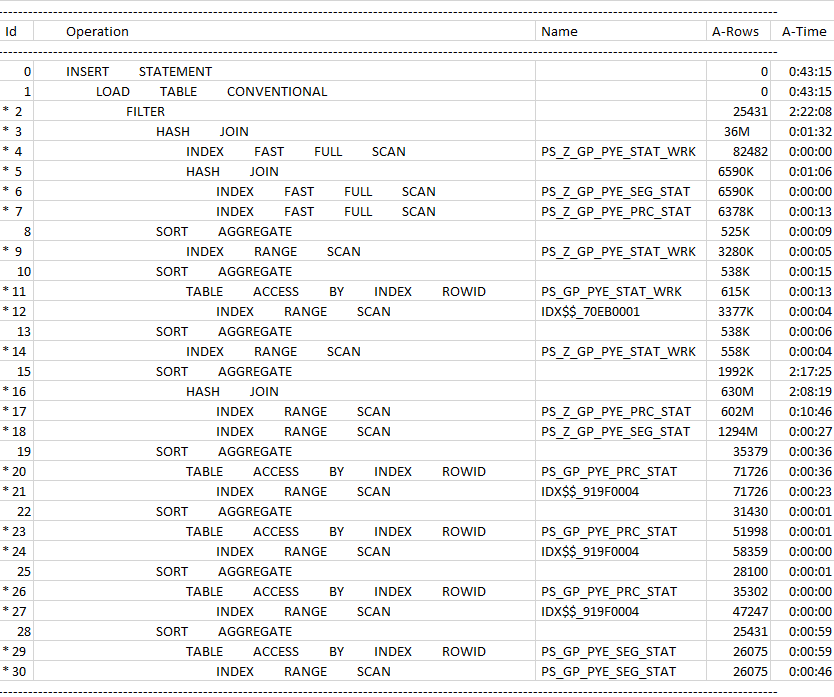 Id Operation Name A-Rows A-Time
0 INSERT STATEMENT 0 0:43:15
1 LOAD TABLE CONVENTIONAL 0 0:43:15
* 2 FILTER 25431 2:22:08
* 3 HASH JOIN 36M 0:01:32
* 4 INDEX FAST FULL SCAN PS_Z_GP_PYE_STAT_WRK 82482 0:00:00
* 5 HASH JOIN 6590K 0:01:06
* 6 INDEX FAST FULL SCAN PS_Z_GP_PYE_SEG_STAT 6590K 0:00:00
* 7 INDEX FAST FULL SCAN PS_Z_GP_PYE_PRC_STAT 6378K 0:00:13
8 SORT AGGREGATE 525K 0:00:09
* 9 INDEX RANGE SCAN PS_Z_GP_PYE_STAT_WRK 3280K 0:00:05
10 SORT AGGREGATE 538K 0:00:15
* 11 TABLE ACCESS BY INDEX ROWID PS_GP_PYE_STAT_WRK 615K 0:00:13
* 12 INDEX RANGE SCAN IDX$$_70EB0001 3377K 0:00:04
13 SORT AGGREGATE 538K 0:00:06
* 14 INDEX RANGE SCAN PS_Z_GP_PYE_STAT_WRK 558K 0:00:04
15 SORT AGGREGATE 1992K 2:17:25
* 16 HASH JOIN 630M 2:08:19
* 17 INDEX RANGE SCAN PS_Z_GP_PYE_PRC_STAT 602M 0:10:46
* 18 INDEX RANGE SCAN PS_Z_GP_PYE_SEG_STAT 1294M 0:00:27
19 SORT AGGREGATE 35379 0:00:36
* 20 TABLE ACCESS BY INDEX ROWID PS_GP_PYE_PRC_STAT 71726 0:00:36
* 21 INDEX RANGE SCAN IDX$$_919F0004 71726 0:00:23
22 SORT AGGREGATE 31430 0:00:01
* 23 TABLE ACCESS BY INDEX ROWID PS_GP_PYE_PRC_STAT 51998 0:00:01
* 24 INDEX RANGE SCAN IDX$$_919F0004 58359 0:00:00
25 SORT AGGREGATE 28100 0:00:01
* 26 TABLE ACCESS BY INDEX ROWID PS_GP_PYE_PRC_STAT 35302 0:00:00
* 27 INDEX RANGE SCAN IDX$$_919F0004 47247 0:00:00
28 SORT AGGREGATE 25431 0:00:59
* 29 TABLE ACCESS BY INDEX ROWID PS_GP_PYE_SEG_STAT 26075 0:00:59
* 30 INDEX RANGE SCAN PS_GP_PYE_SEG_STAT 26075 0:00:46